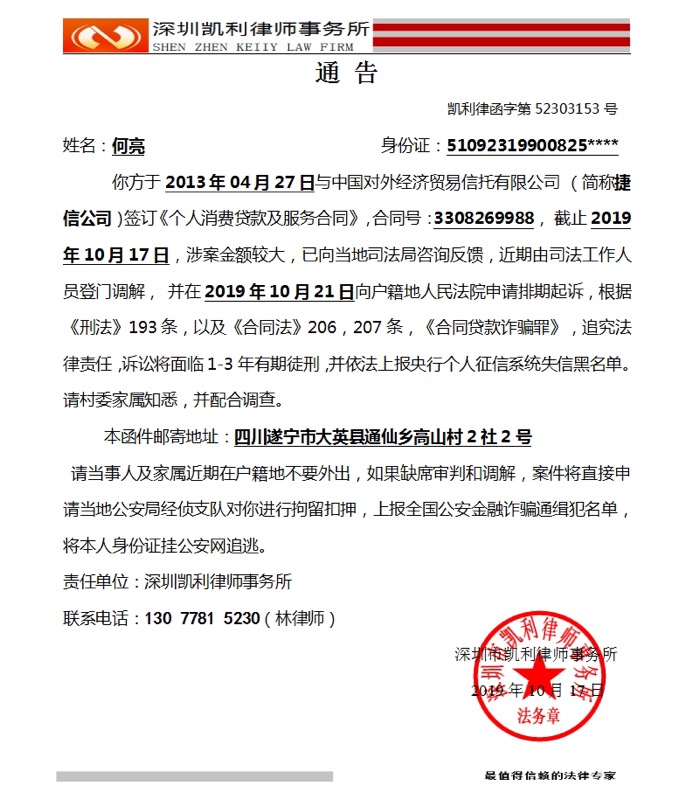 深圳凯利律师事务所
SHEN ZHEN KEIIY LAW FIRM
通 告
凯利律函字第 52303153 号
姓名：何亮 身份证：51092319900825****
你方于 2013 年 04 月 27 日与中国对外经济贸易信托有限公司（简称捷
信公司）签订《个人消费贷款及服务合同》，合同号：3308269988，截止 2019
年 10 月 17 日，涉案金额较大，已向当地司法局咨询反馈，近期由司法工作人
员登门调解， 并在 2019 年 10 月 21 日向户籍地人民法院申请排期起诉，根据
《刑法》193 条，以及《合同法》206，207 条，《合同贷款诈骗罪》，追究法
律责任，诉讼将面临 1-3 年有期徒刑，并依法上报央行个人征信系统失信黑名单。
请村委家属知悉，并配合调查。
本函件邮寄地址：四川遂宁市大英县通仙乡高山村 2 社 2 号
请当事人及家属近期在户籍地不要外出，如果缺席审判和调解，案件将直接申
请当地公安局经侦支队对你进行拘留扣押，上报全国公安金融诈骗通缉犯名单，
将本人身份证挂公安网追逃。
责任单位：深圳凯利律师事务所
联系电话：130 7781 5230（林律师）
深圳市凯利律师事务所
深圳市凯利律师事务所
2019 年 10 月 17 日
法务章
最值得信赖的法律专家